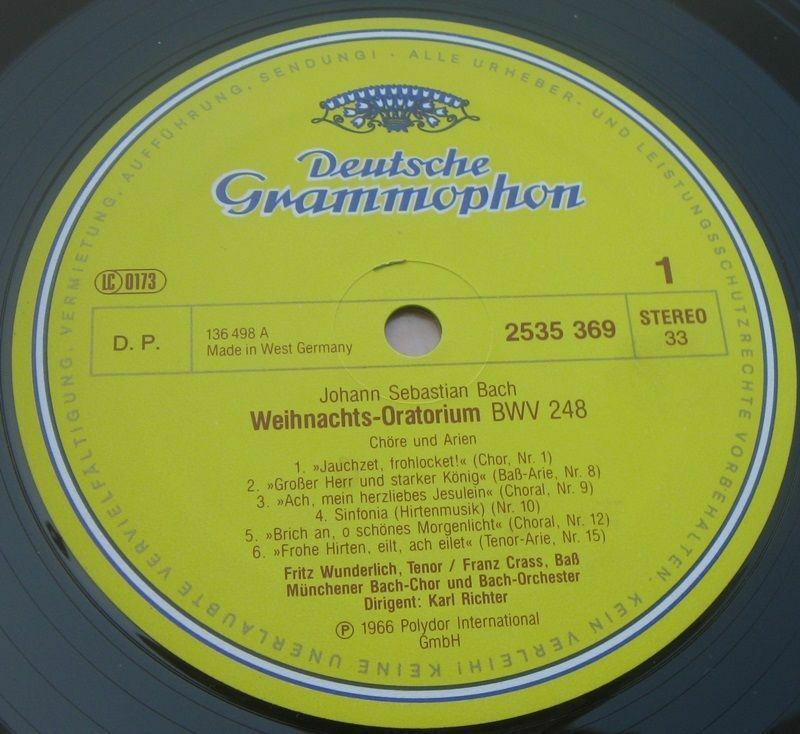 ALLE URHEBER- UND LEISTUNGSSCHUTZRECHTE VORBEHALTEN. KEIN VERLEIH! KEINE UNERLAUBTE VERVIELFÄLTIGUNG, VERMIETUNG, AUFFÜHRUNG, SENDUNG! ·
Deutsche
Grammophon
LC 0173
1
D. P.
136 498 A
Made in West Germany
2535 369
STEREO
33
Johann Sebastian Bach
Weihnachts-Oratorium BWV 248
Chöre und Arien
1. »Jauchzet, frohlocket!« (Chor, Nr. 1)
2. »Großer Herr und starker König« (Baß-Arie, Nr. 8)
3. »Ach, mein herzliebes Jesulein« (Choral, Nr. 9)
4. Sinfonia (Hirtenmusik) (Nr. 10)
5. »Brich an, o schönes Morgenlicht« (Choral, Nr. 12)
6. »Frohe Hirten, eilt, ach eilet« (Tenor-Arie, Nr. 15)
Fritz Wunderlich, Tenor / Franz Crass, Baß
Münchener Bach-Chor und Bach-Orchester
Dirigent: Karl Richter
Ⓟ 1966 Polydor International
GmbH